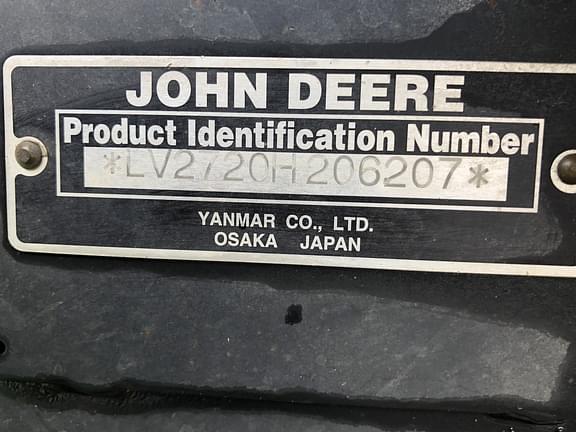 JOHN DEERE
Product Identification Number
*LV2720H206207*
YANMAR CO., LTD.
OSAKA JAPAN